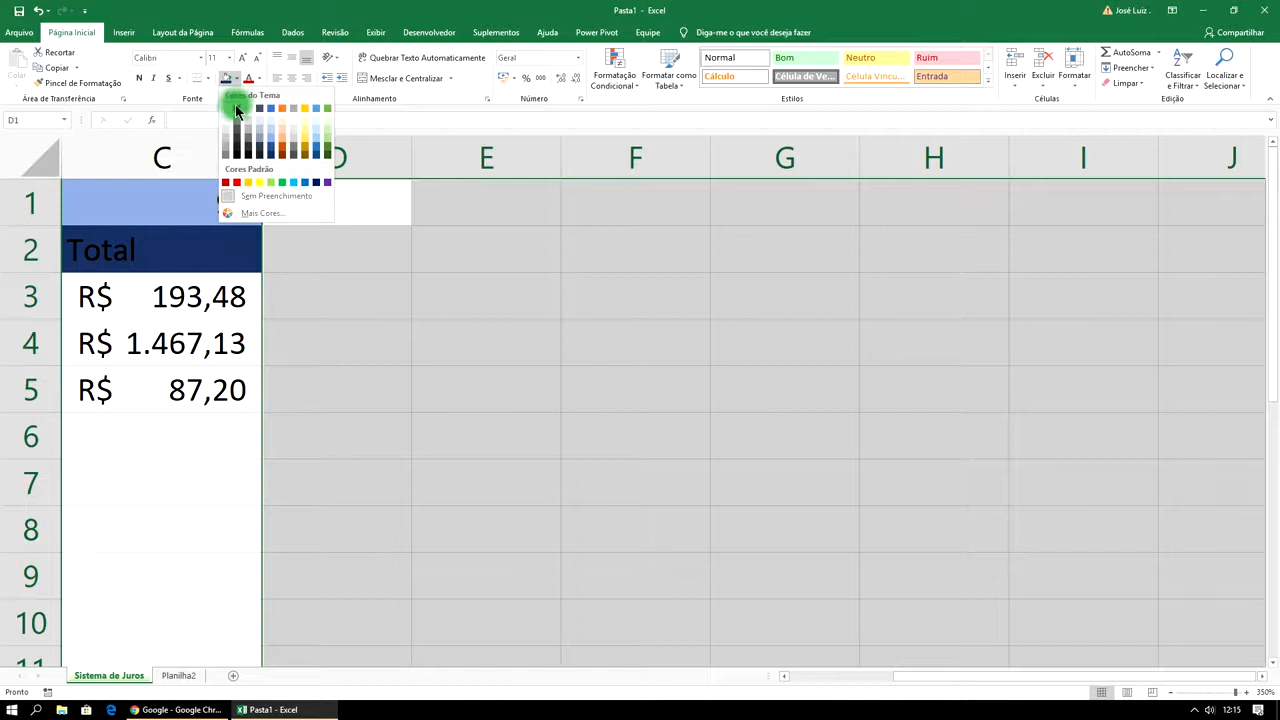 Pasta1 - Excel
José Luiz .
Arquivo Página Inicial Inserir Layout da Página Fórmulas Dados Revisão Exibir Desenvolvedor Suplementos Ajuda Power Pivot Equipe Diga-me o que você deseja fazer Compartilhar
Recortar
Copiar
Pincel de Formatação
Área de Transferência
Calibri 11
N I S
Fonte
Quebrar Texto Automaticamente
Mesclar e Centralizar
Alinhamento
Geral
% 000
Número
Formatação Condicional
Formatar como Tabela
Normal Bom Neutro Ruim
Cálculo Célula de Ve... Célula Vincu... Entrada
Estilos
Inserir Excluir Formatar
Células
AutoSoma
Preencher
Limpar
Classificar e Filtrar
Localizar e
Edição
D1
fx
Cores do Tema
Cores Padrão
Sem Preenchimento
Mais Cores...
C D E F G H I J
1
2 Total
3 R$ 193,48
4 R$ 1.467,13
5 R$ 87,20
6
7
8
9
10
11
Sistema de Juros Planilha2
Pronto
350%
Google - Google Chr...
Pasta1 - Excel
12:15